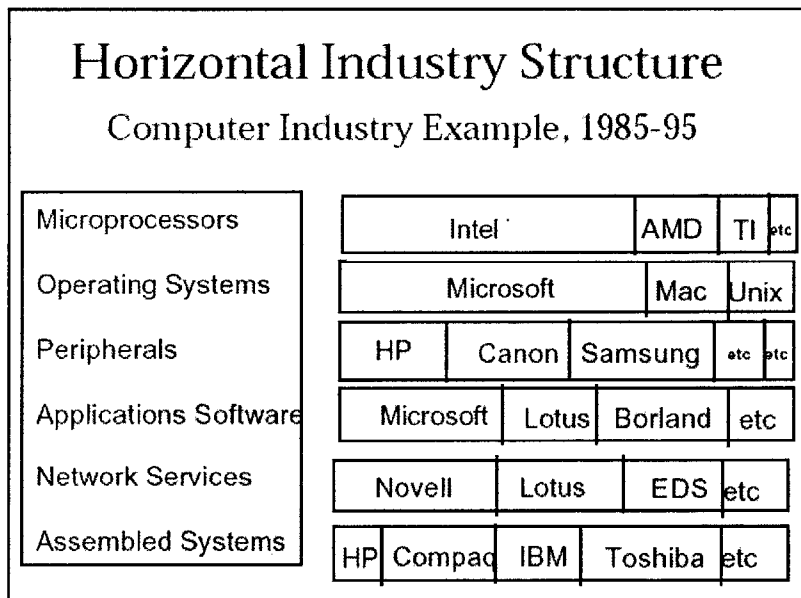 Horizontal Industry Structure
Computer Industry Example, 1985-95
Microprocessors Intel AMD TI etc
Operating Systems Microsoft Mac Unix
Peripherals HP Canon Samsung etc etc
Applications Software Microsoft Lotus Borland etc
Network Services Novell Lotus EDS etc
Assembled Systems HP Compaq IBM Toshiba etc